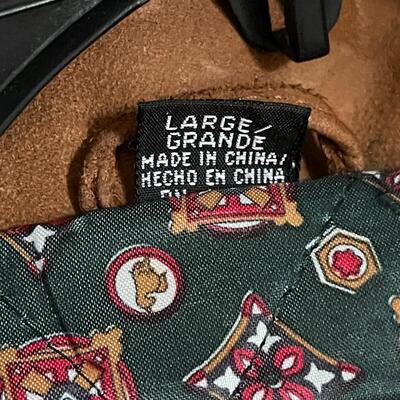 LARGE/
GRANDE
MADE IN CHINA/
HECHO EN CHINA